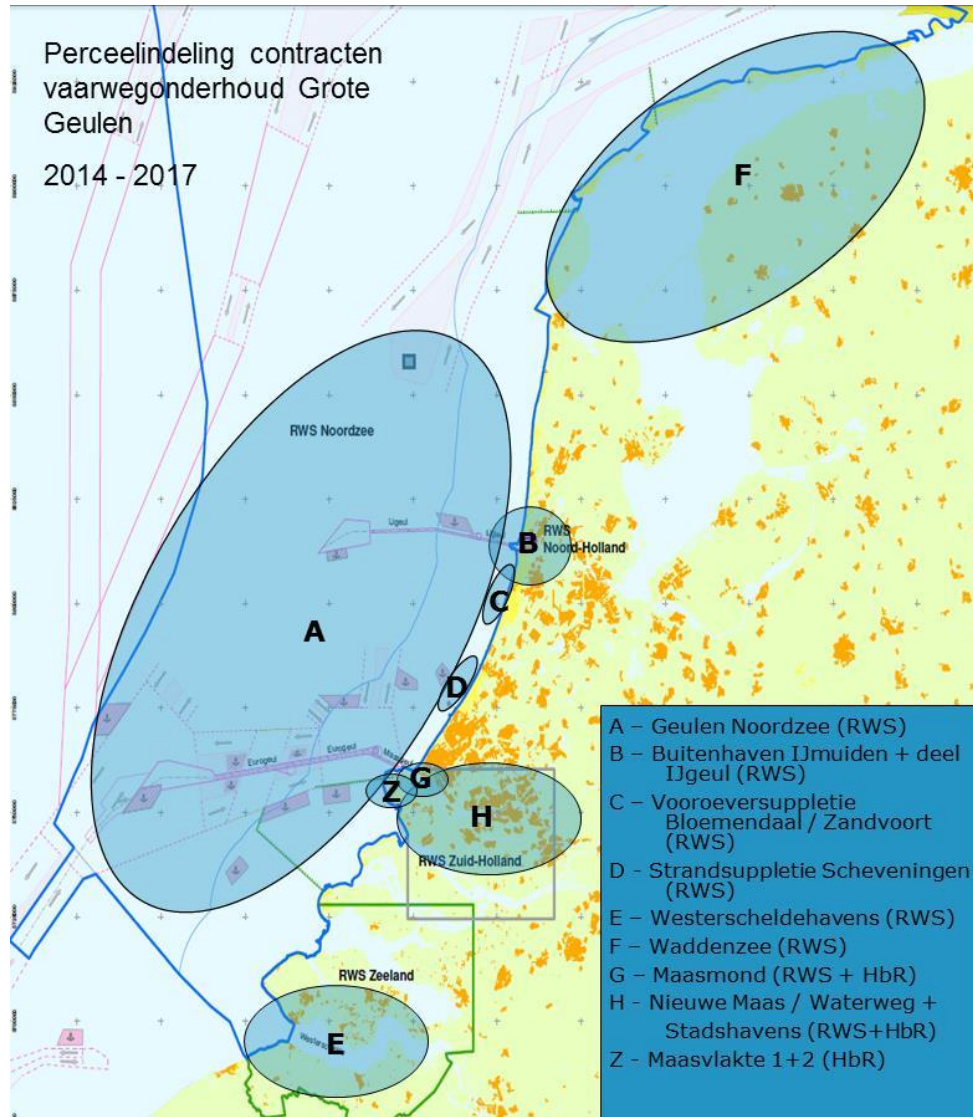 Perceelindeling contracten
vaarwegonderhoud Grote
Geulen
2014 - 2017
F
RWS Noordzee
IJgeul
B
RWS
Noord-Holland
C
A
D
Eurogeul
Eurogeul
G
Z
H
RWS Zuid-Holland
RWS Zeeland
E
A – Geulen Noordzee (RWS)
B – Buitenhaven IJmuiden + deel
IJgeul (RWS)
C – Vooroeversuppletie
Bloemendaal / Zandvoort
(RWS)
D - Strandsuppletie Scheveningen
(RWS)
E – Westerscheldehavens (RWS)
F – Waddenzee (RWS)
G – Maasmond (RWS + HbR)
H - Nieuwe Maas / Waterweg +
Stadshavens (RWS+HbR)
Z – Maasvlakte 1+2 (HbR)